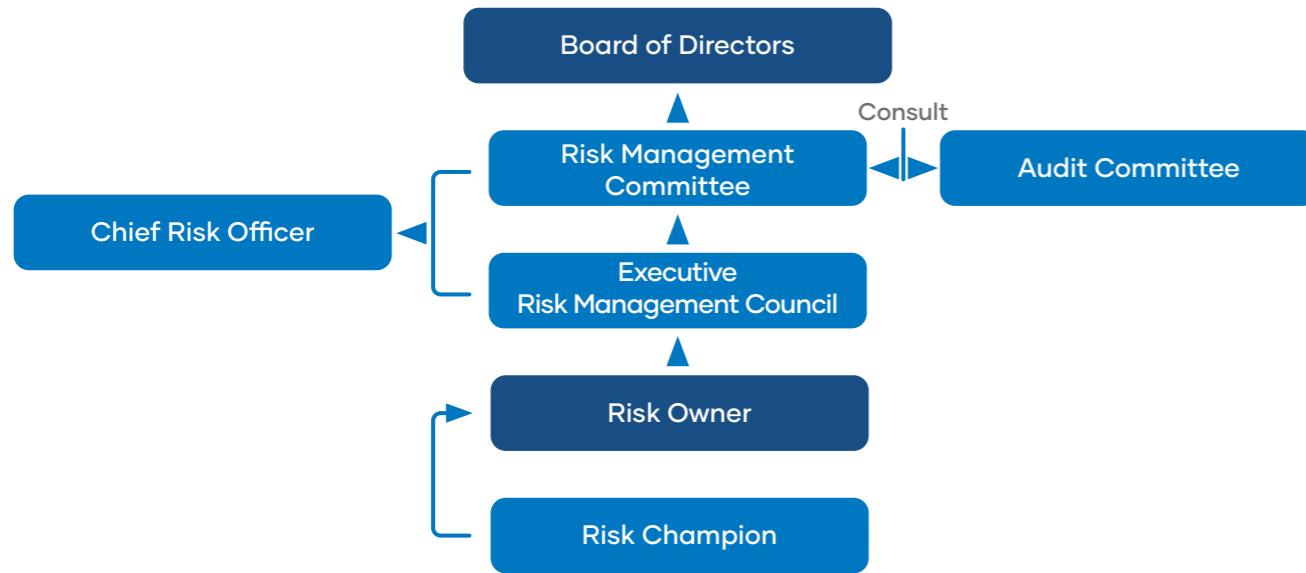 Board of Directors
Consult
Risk Management
Committee
Audit Committee
Chief Risk Officer
Executive
Risk Management Council
Risk Owner
Risk Champion